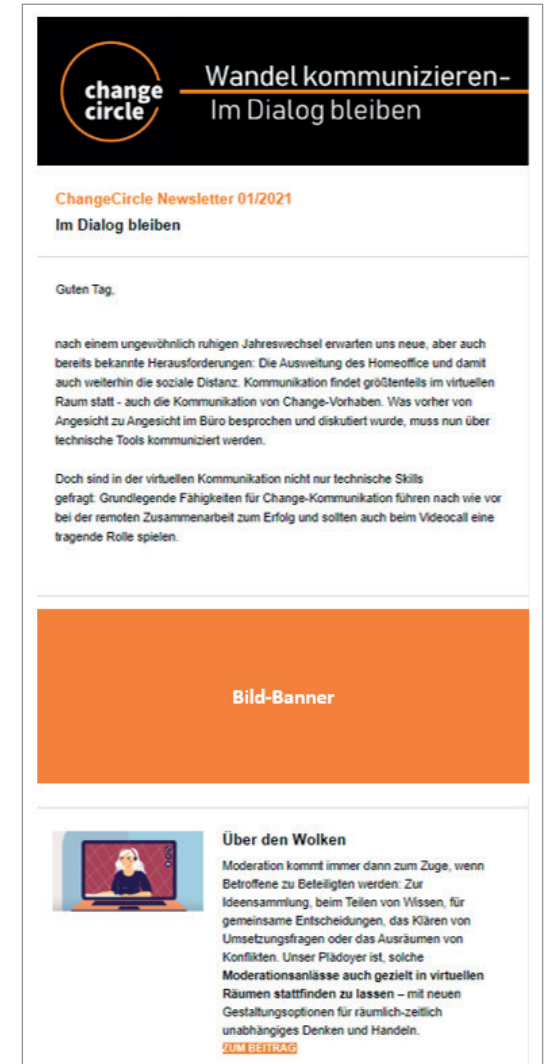 change
circle
Wandel kommunizieren-
Im Dialog bleiben
ChangeCircle Newsletter 01/2021
Im Dialog bleiben
Guten Tag,
nach einem ungewöhnlich ruhigen Jahreswechsel erwarten uns neue, aber auch
bereits bekannte Herausforderungen: Die Ausweitung des Homeoffice und damit
auch weiterhin die soziale Distanz. Kommunikation findet größtenteils im virtuellen
Raum statt - auch die Kommunikation von Change-Vorhaben. Was vorher von
Angesicht zu Angesicht im Büro besprochen und diskutiert wurde, muss nun über
technische Tools kommuniziert werden.
Doch sind in der virtuellen Kommunikation nicht nur technische Skills
gefragt: Grundlegende Fähigkeiten für Change-Kommunikation führen nach wie vor
bei der remoten Zusammenarbeit zum Erfolg und sollten auch beim Videocall eine
tragende Rolle spielen.
Bild-Banner
Über den Wolken
Moderation kommt immer dann zum Zuge, wenn
Betroffene zu Beteiligten werden: Zur
Ideensammlung, beim Teilen von Wissen, für
gemeinsame Entscheidungen, das Klären von
Umsetzungsfragen oder das Ausräumen von
Konflikten. Unser Plädoyer ist, solche
Moderationsanlässe auch gezielt in virtuellen
Räumen stattfinden zu lassen – mit neuen
Gestaltungsoptionen für räumlich-zeitlich
unabhängiges Denken und Handeln.
ZUM BEITRAG